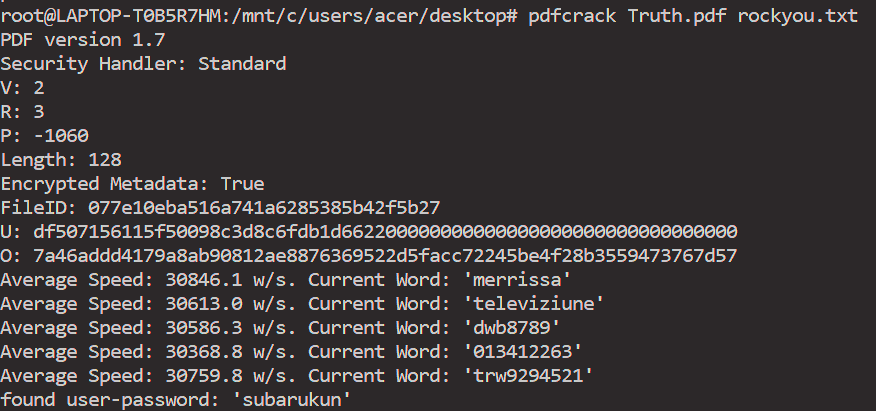 root@LAPTOP-T0B5R7HM:/mnt/c/users/acer/desktop# pdfcrack Truth.pdf rockyou.txt
PDF version 1.7
Security Handler: Standard
V: 2
R: 3
P: -1060
Length: 128
Encrypted Metadata: True
FileID: 077e10eba516a741a6285385b42f5b27
U: df507156115f50098c3d8c6fdb1d662200000000000000000000000000000000
O: 7a46addd4179a8ab90812ae8876369522d5facc72245be4f28b3559473767d57
Average Speed: 30846.1 w/s. Current Word: 'merrissa'
Average Speed: 30613.0 w/s. Current Word: 'televiziune'
Average Speed: 30586.3 w/s. Current Word: 'dwb8789'
Average Speed: 30368.8 w/s. Current Word: '013412263'
Average Speed: 30759.8 w/s. Current Word: 'trw9294521'
found user-password: 'subarukun'